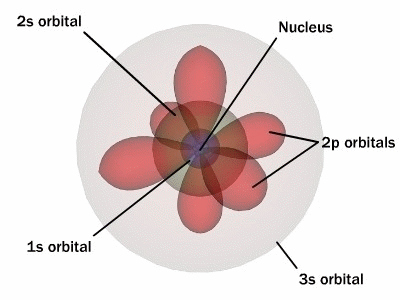 2s orbital
Nucleus
2p orbitals
1s orbital
3s orbital